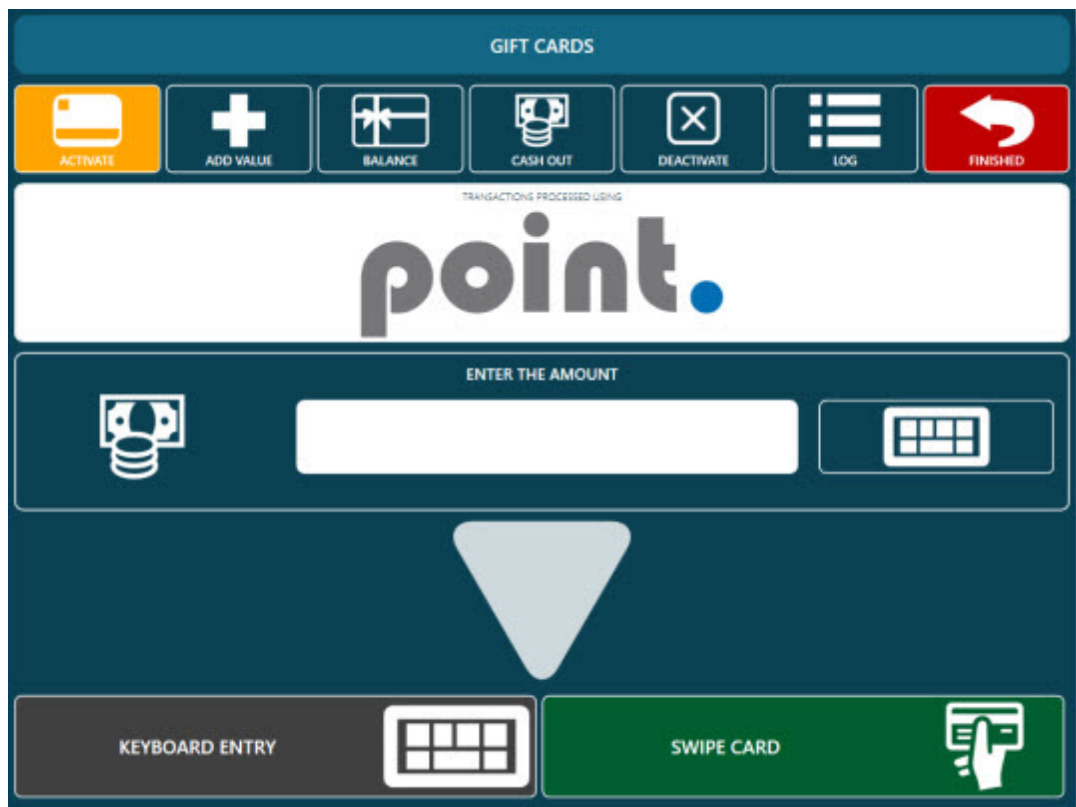 GIFT CARDS
ACTIVATE
ADD VALUE
BALANCE
CASH OUT
DEACTIVATE
LOG
FINISHED
TRANSACTIONS PROCESSED USING
point.
ENTER THE AMOUNT
KEYBOARD ENTRY
SWIPE CARD